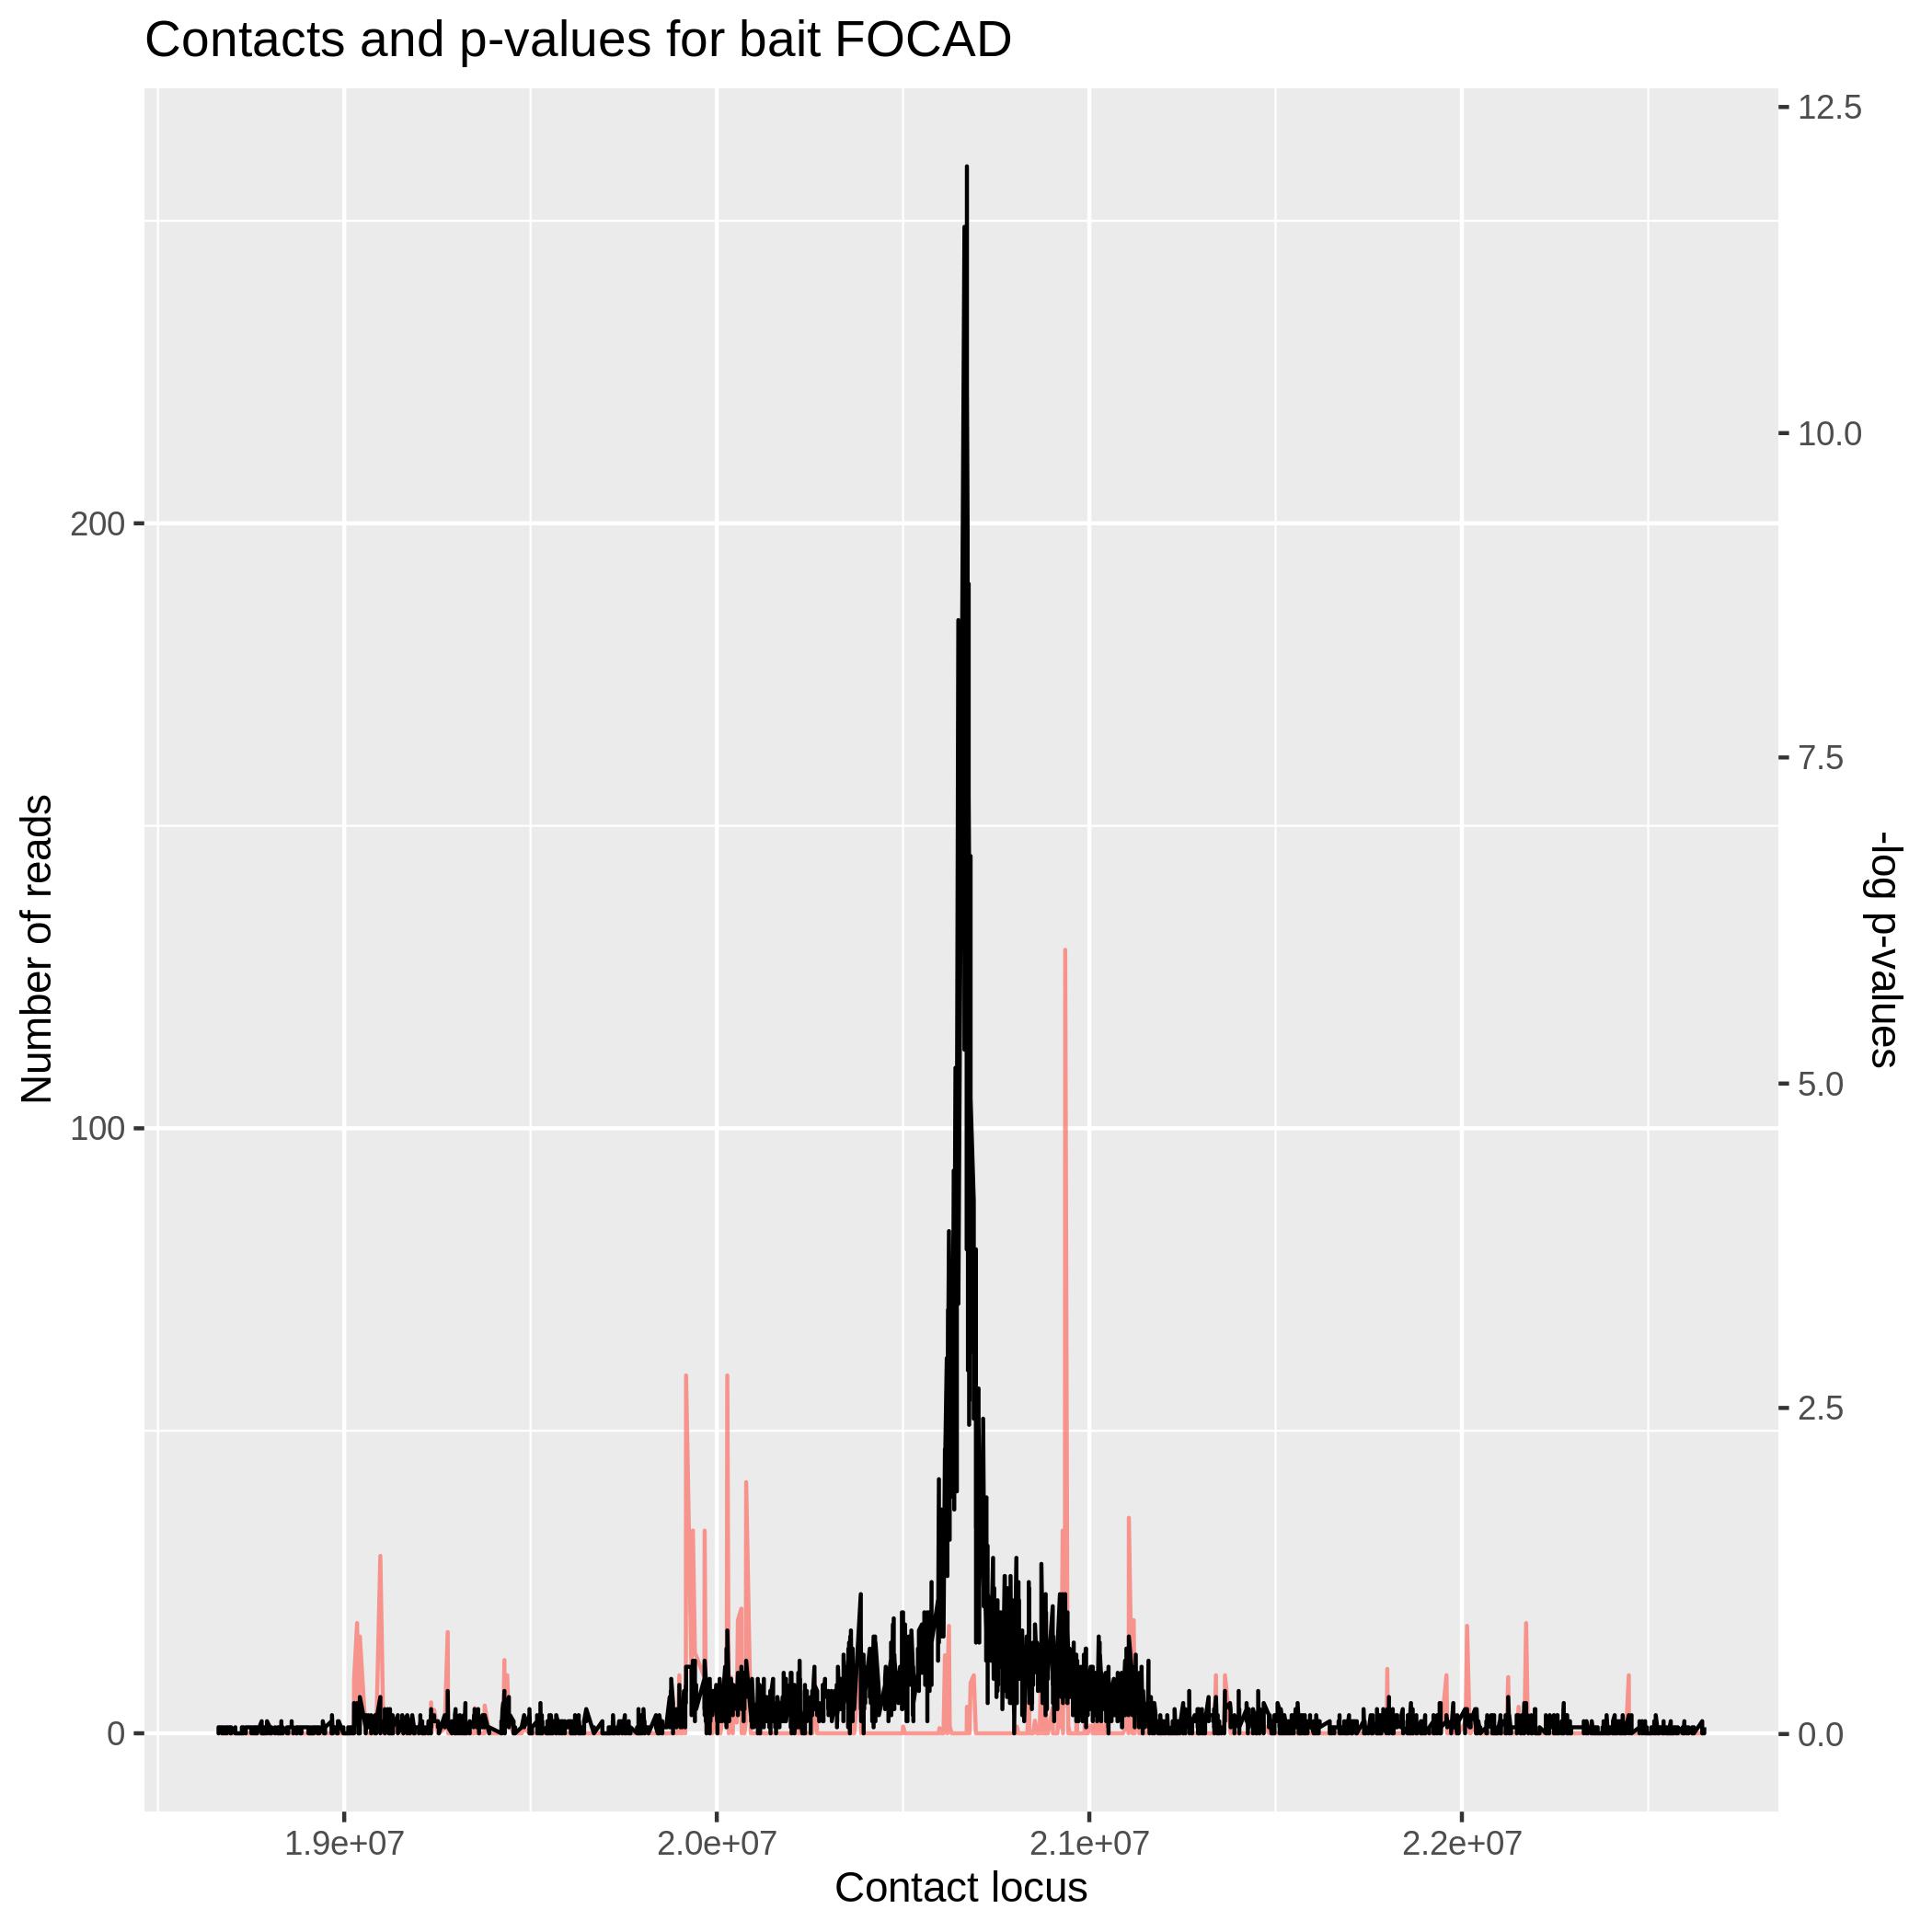 Contacts and p-values for bait FOCAD
Number of reads
200
100
0
12.5
10.0
7.5
5.0
2.5
0.0
-log p-values
1.9e+07
2.0e+07
2.1e+07
2.2e+07
Contact locus